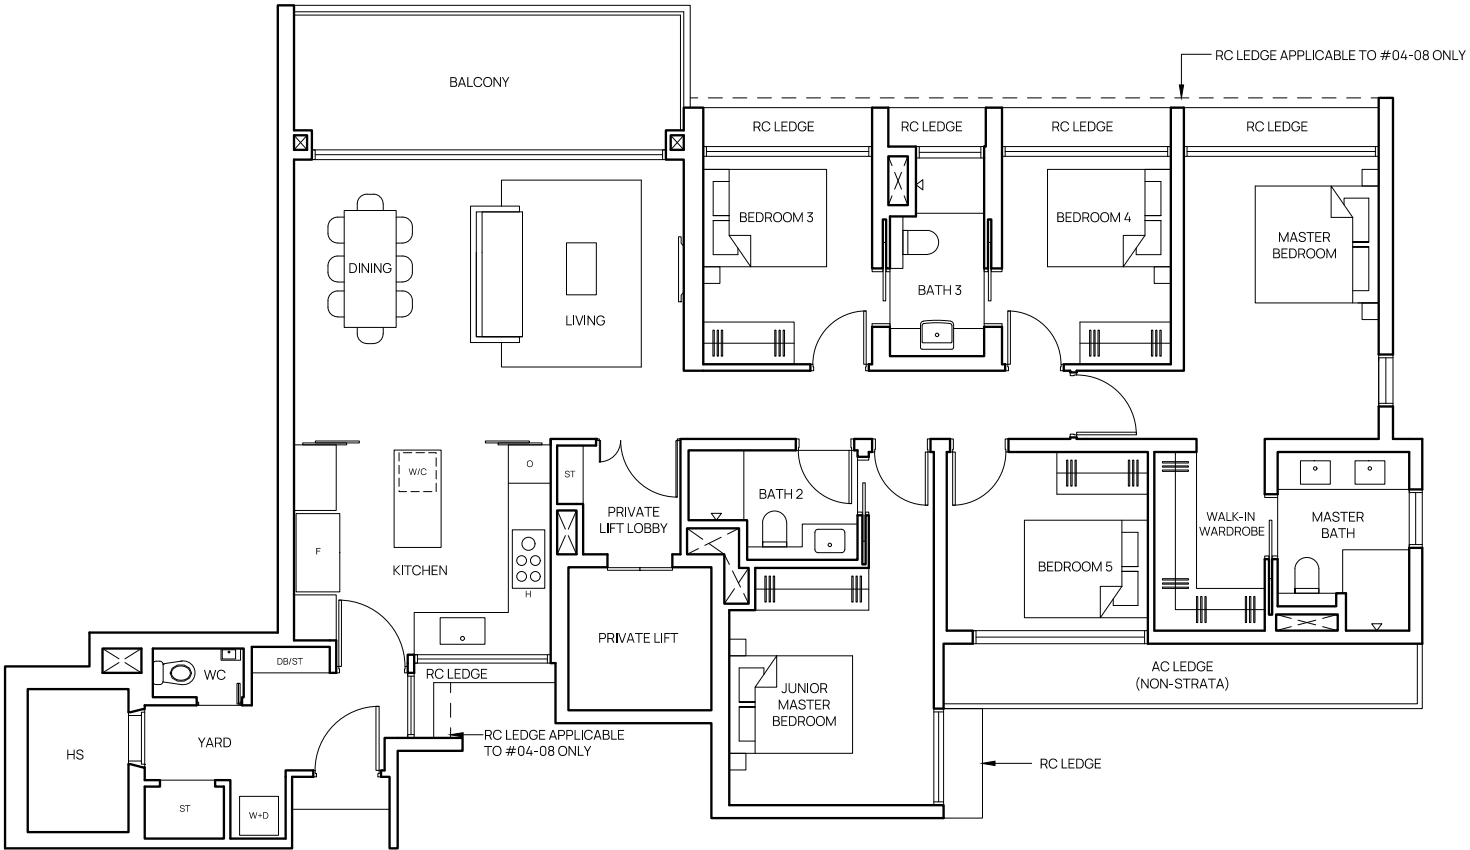 BALCONY
RC LEDGE APPLICABLE TO #04-08 ONLY
RC LEDGE
RC LEDGE
RC LEDGE
RC LEDGE
BEDROOM 3
BEDROOM 4
MASTER
BEDROOM
DINING
LIVING
BATH 3
W/C
O
ST
BATH 2
PRIVATE
LIFT LOBBY
WALK-IN
WARDROBE
MASTER
BATH
F
KITCHEN
H
BEDROOM 5
PRIVATE LIFT
DB/ST
WC
RC LEDGE
AC LEDGE
(NON-STRATA)
JUNIOR
MASTER
BEDROOM
RC LEDGE APPLICABLE
TO #04-08 ONLY
HS
YARD
RC LEDGE
ST
W+D